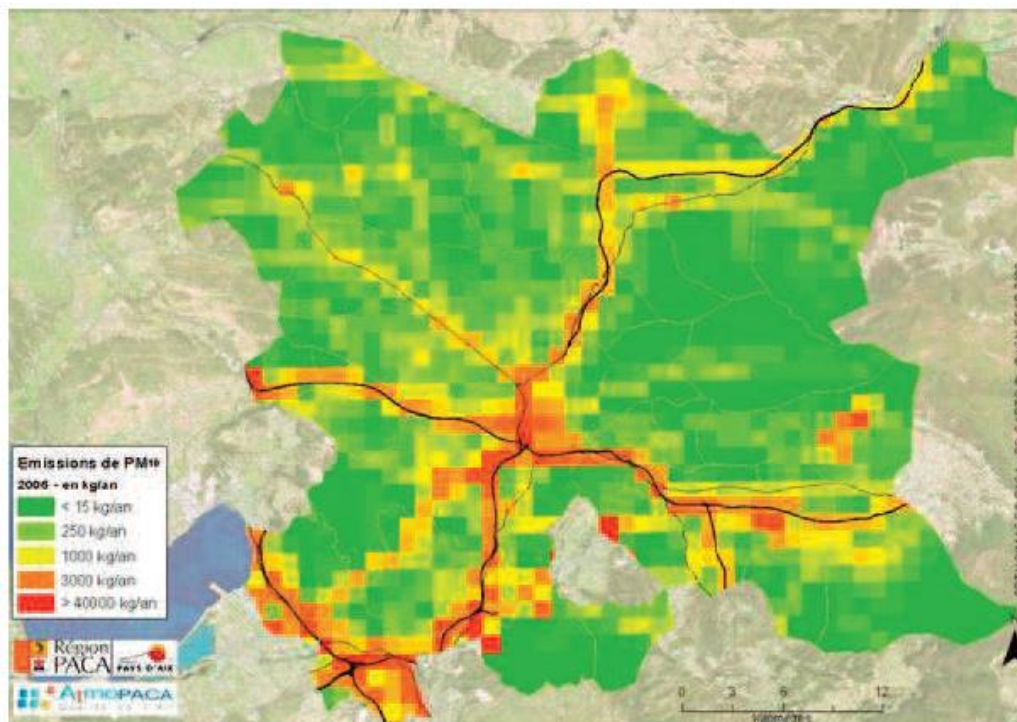 Emissions de PM10
2006 - en kg/an
< 15 kg/an
250 kg/an
1000 kg/an
3000 kg/an
> 40000 kg/an
Région
PACA
PAYS D'AIX
AtmoPACA
0 3 6 12